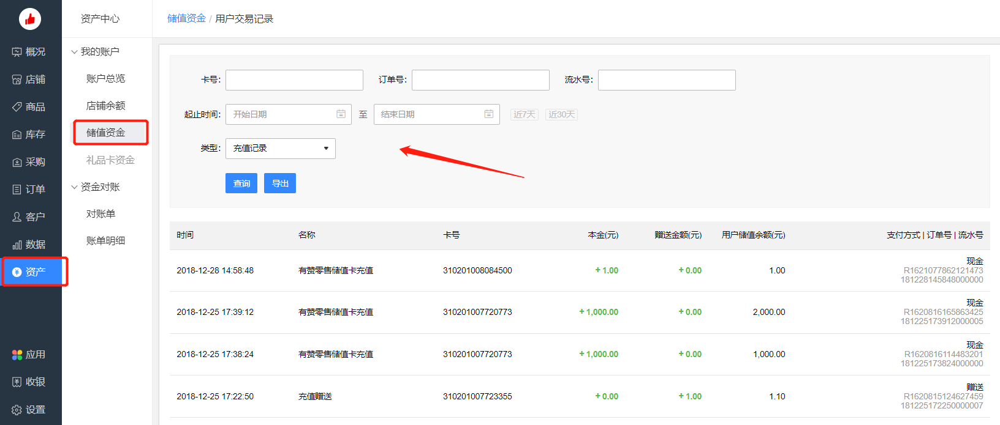 概况
店铺
商品
库存
采购
订单
客户
数据
资产
应用
收银
设置
资产中心
我的账户
账户总览
店铺余额
储值资金
礼品卡资金
资金对账
对账单
账单明细
储值资金 / 用户交易记录
卡号： 订单号： 流水号：
起止时间： 开始日期 至 结束日期 近7天 近30天
类型： 充值记录
查询 导出
时间 名称 卡号 本金(元) 赠送金额(元) 用户储值余额(元) 支付方式 | 订单号 | 流水号
2018-12-28 14:58:48 有赞零售储值卡充值 310201008084500 + 1.00 + 0.00 1.00 现金
R1621077862121473
181228145848000000
2018-12-25 17:39:12 有赞零售储值卡充值 310201007720773 + 1,000.00 + 0.00 2,000.00 现金
R1620816165863425
181225173912000005
2018-12-25 17:38:24 有赞零售储值卡充值 310201007720773 + 1,000.00 + 0.00 1,000.00 现金
R1620816114483201
181225173824000000
2018-12-25 17:22:50 充值赠送 310201007723355 + 0.00 + 1.00 1.10 赠送
R1620815124627459
181225172250000007